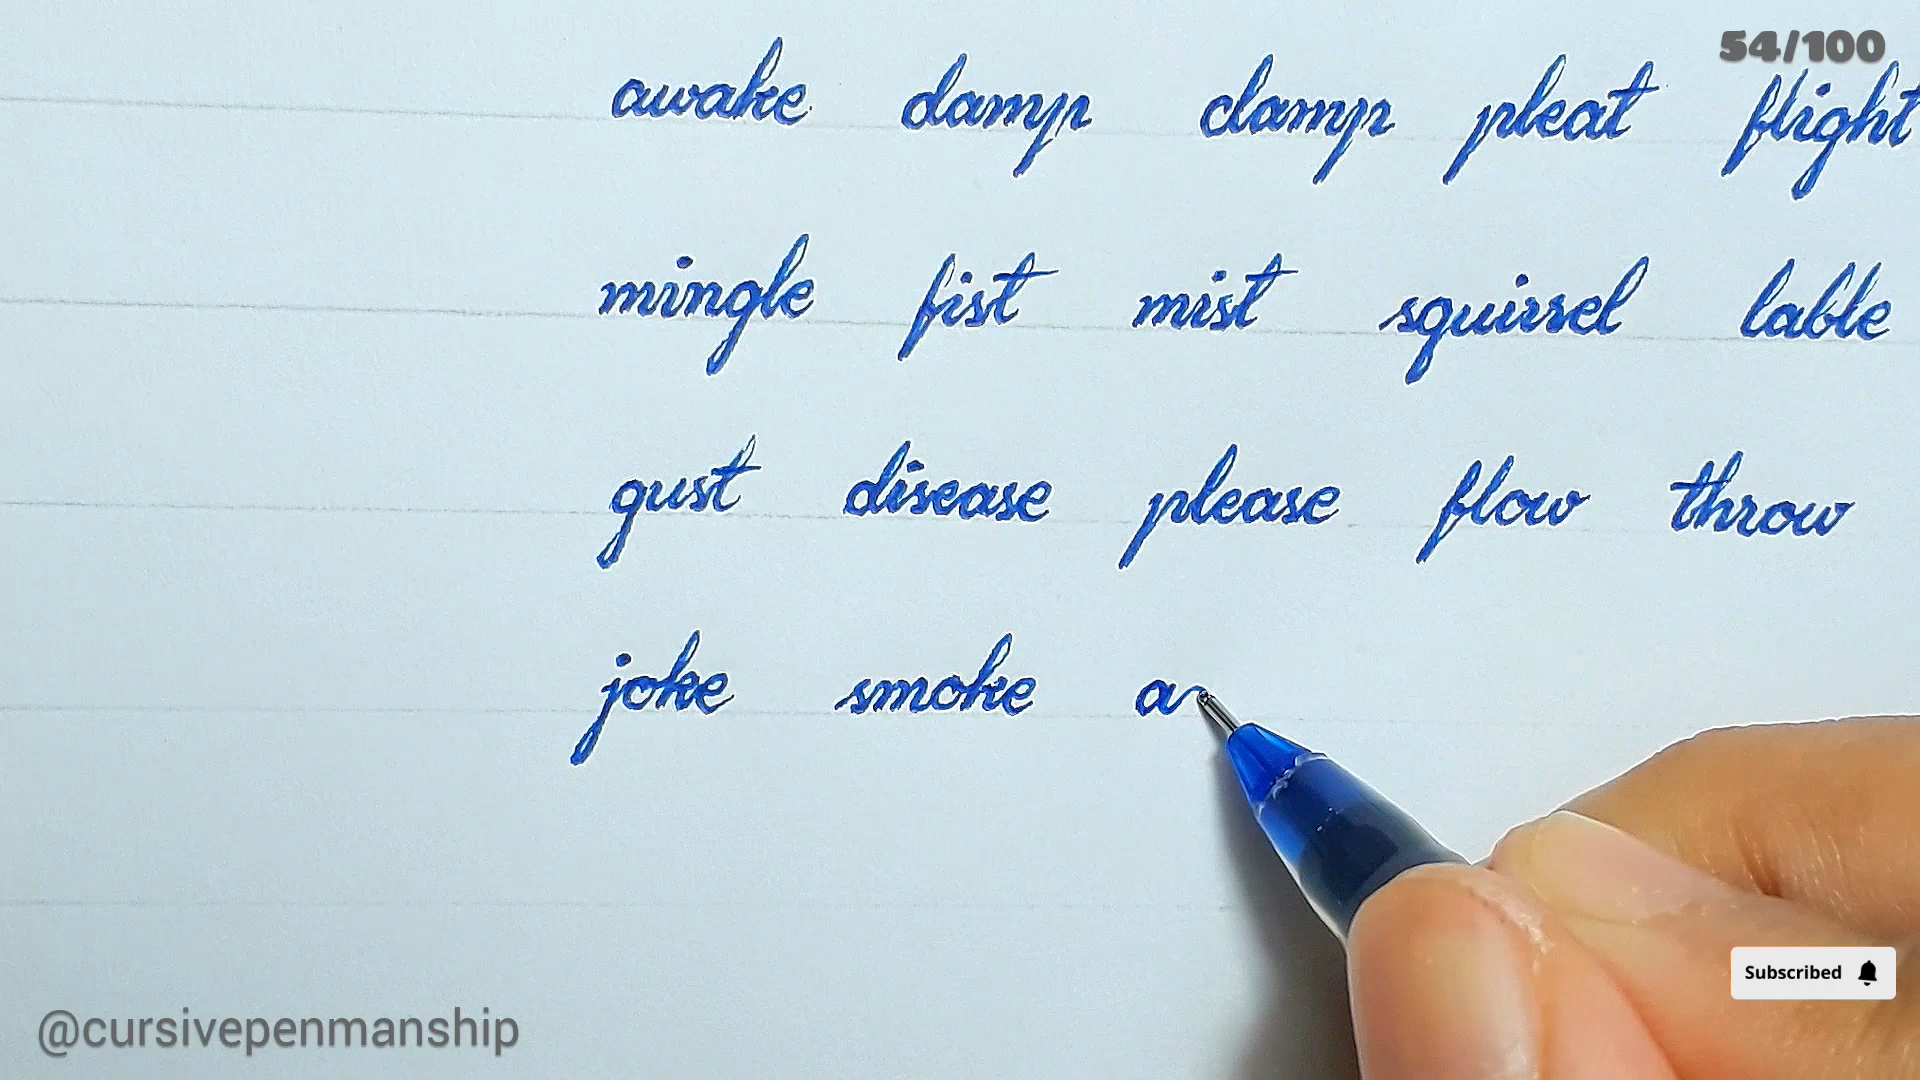 54/100
awake damp clamp pleat flight
mingle fist mist squirrel lable
gust disease please flow throw
joke smoke a
Subscribed
@cursivepenmanship